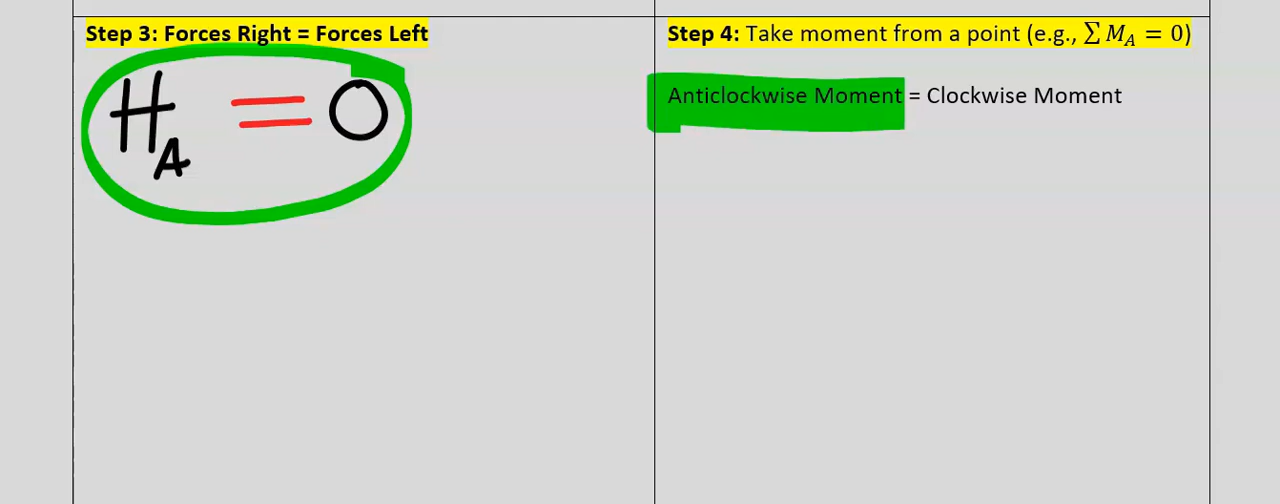 Step 3: Forces Right = Forces Left
H_A = 0
Step 4: Take moment from a point (e.g., ∑ M_A = 0)
Anticlockwise Moment = Clockwise Moment